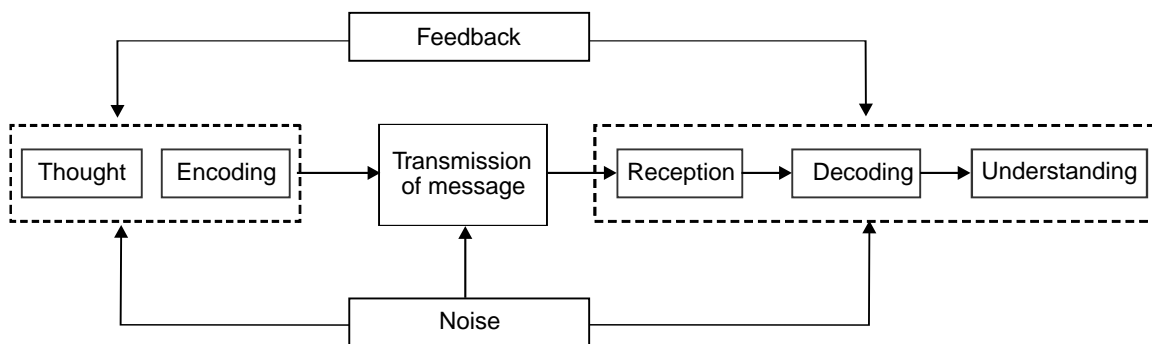 Feedback
Thought
Encoding
Transmission
of message
Reception
Decoding
Understanding
Noise